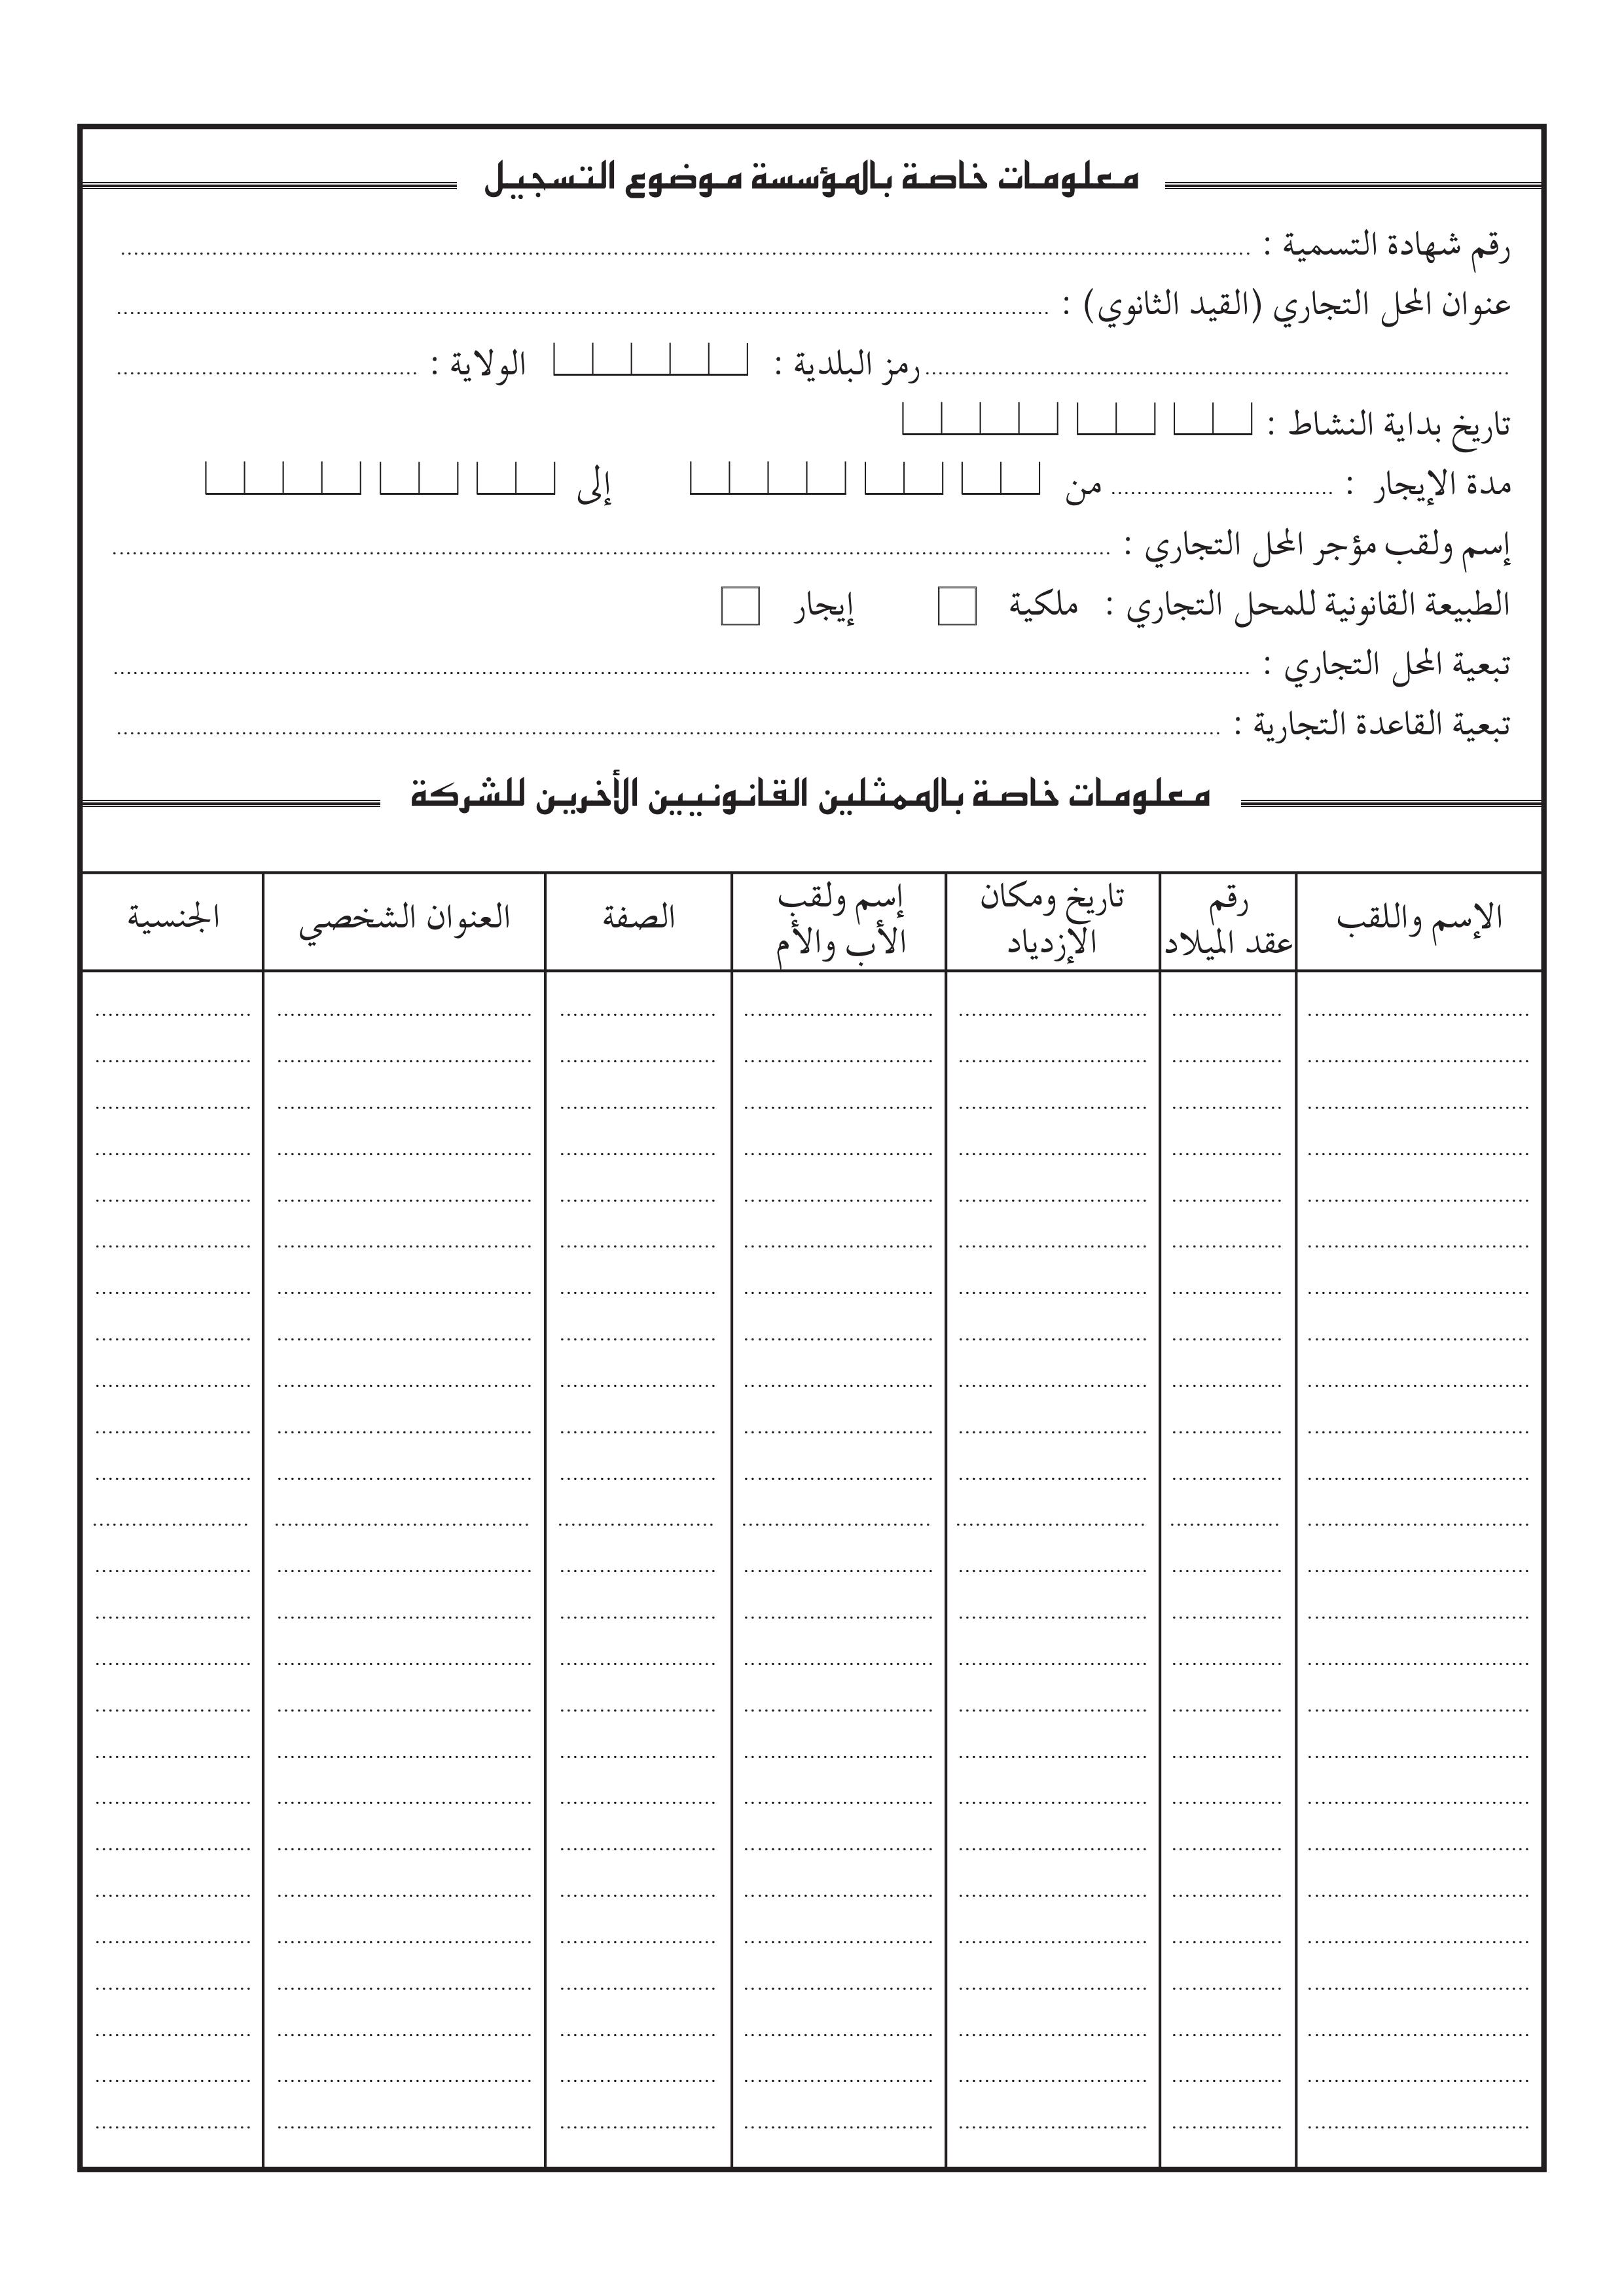 معلومات خاصة بالمؤسسة موضوع التسجيل
رقم شهادة التسمية :
عنوان المحل التجاري (القيد الثانوي) :
رمز البلدية : الولاية :
تاريخ بداية النشاط :
مدة الإيجار : من إلى
إسم ولقب مؤجر المحل التجاري :
الطبيعة القانونية للمحل التجاري : ملكية إيجار
تبعية المحل التجاري :
تبعية القاعدة التجارية :
معلومات خاصة بالممثلين القانونيين الأخرين للشركة
الإسم واللقب
رقم
عقد الميلاد
تاريخ ومكان
الإزدياد
إسم ولقب
الأب والأم
الصفة
العنوان الشخصي
الجنسية